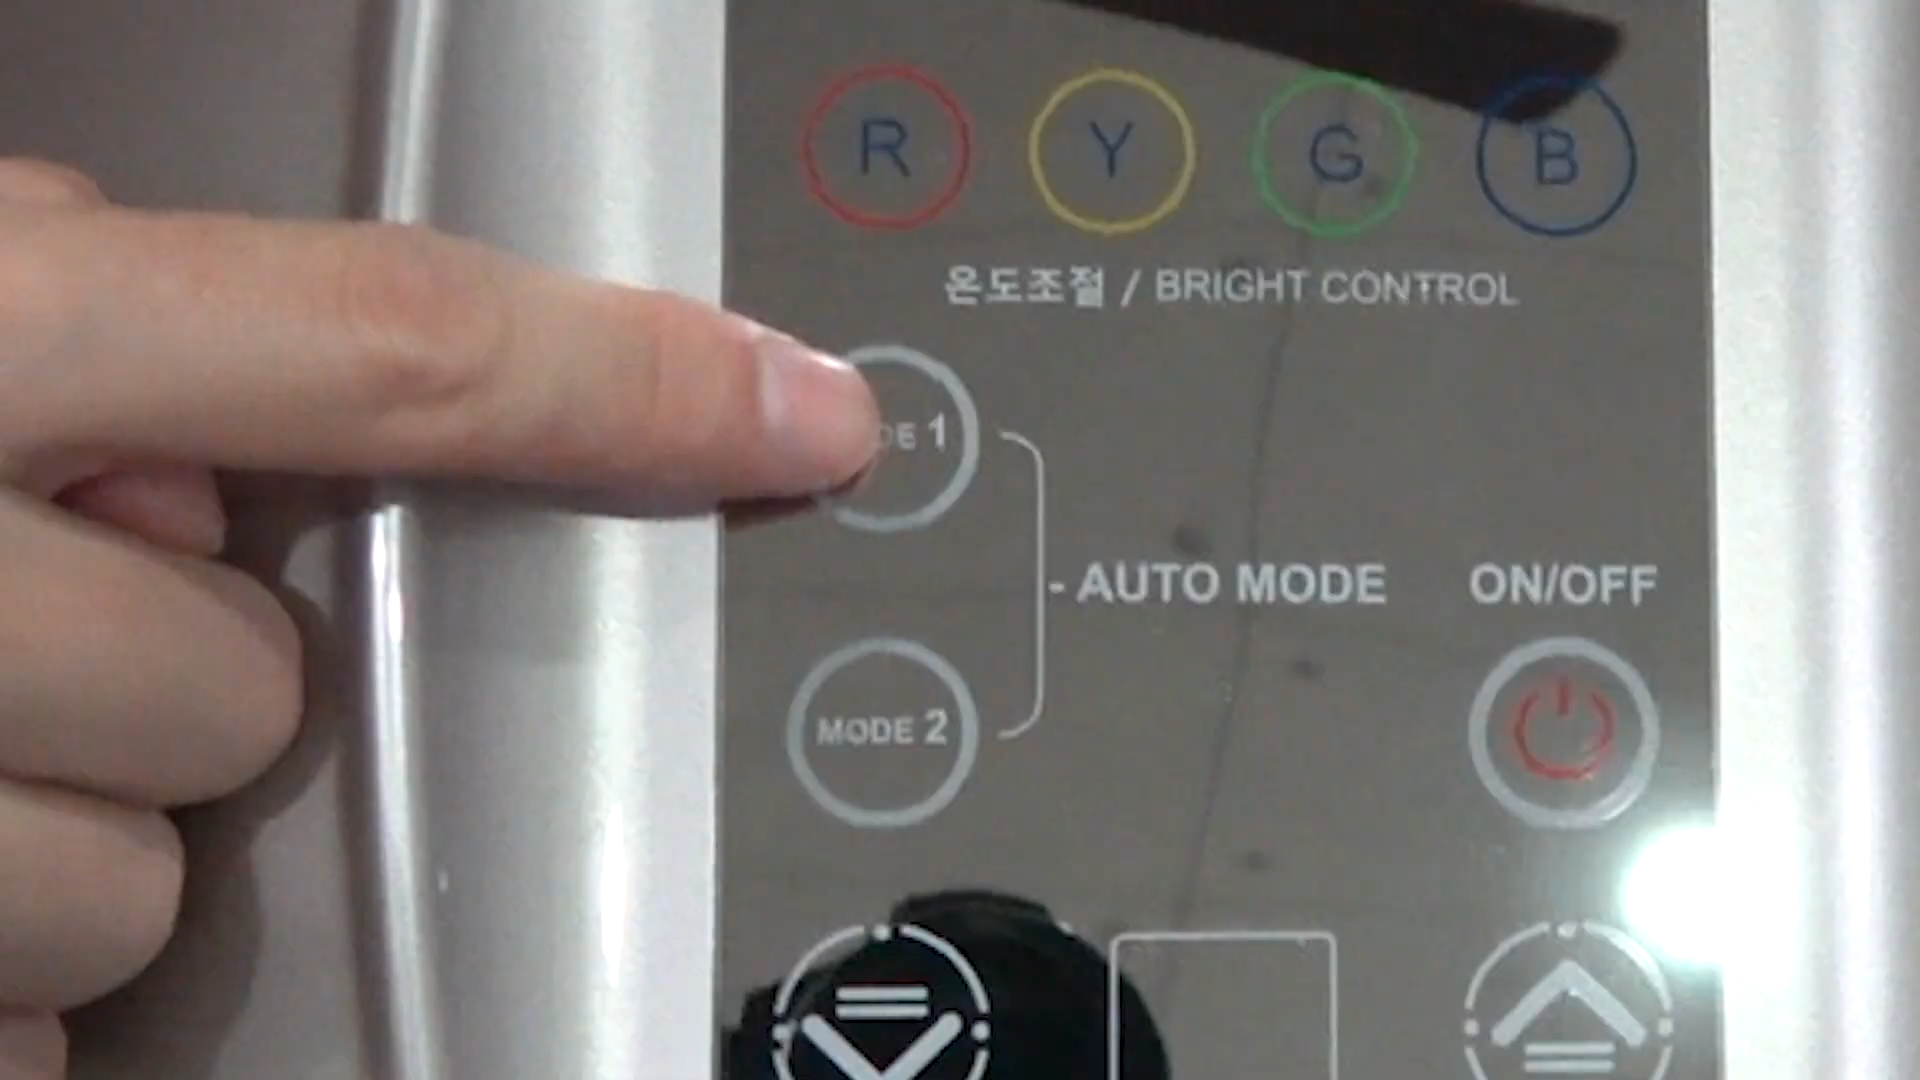 R Y G B
온도조절 / BRIGHT CONTROL
1
- AUTO MODE
ON/OFF
MODE 2